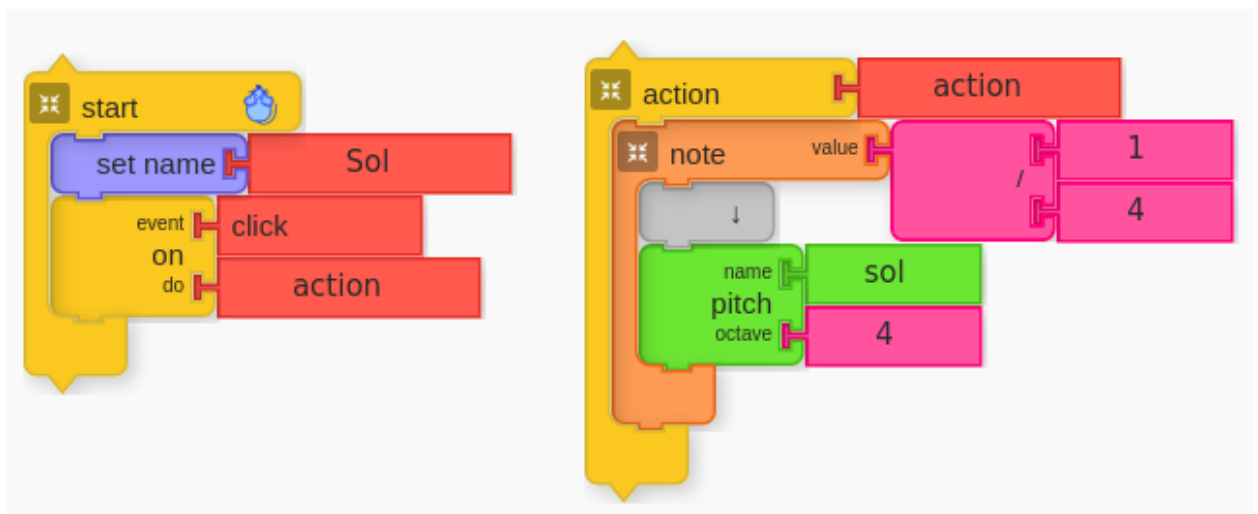 start
set name Sol
event click
on
do action
action action
note value 1
/
4
↓
name sol
pitch
octave 4